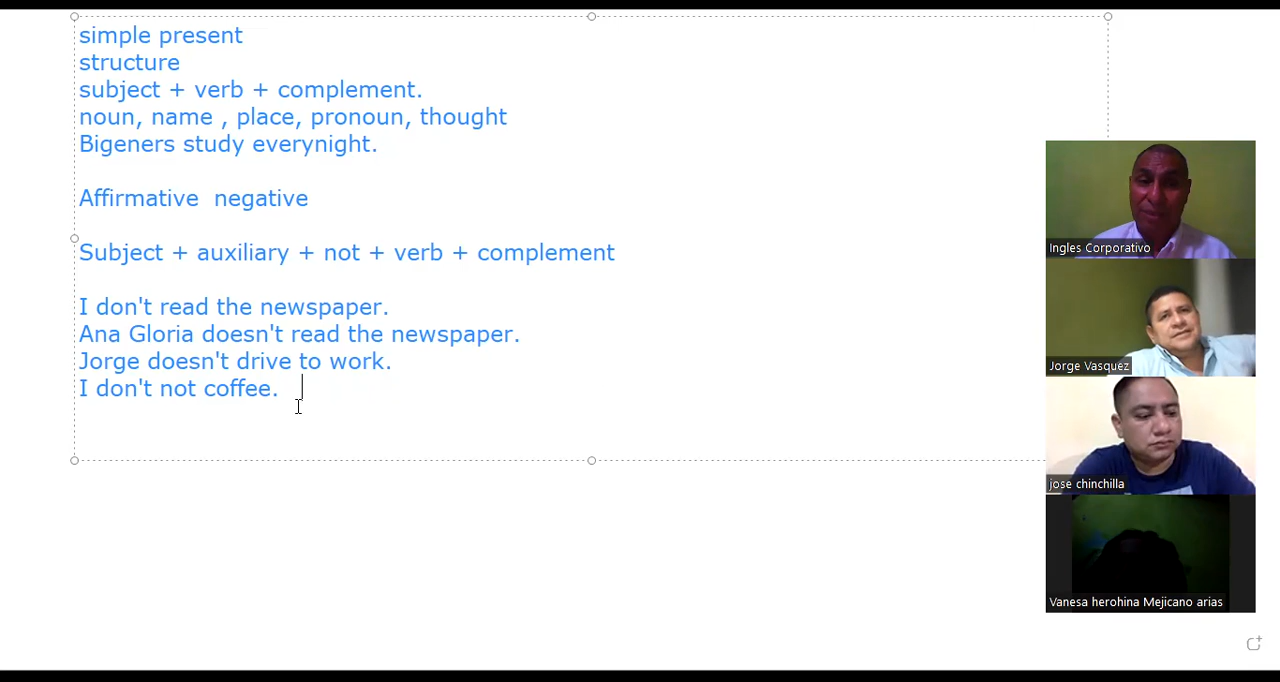 simple present
structure
subject + verb + complement.
noun, name , place, pronoun, thought
Bigeners study everynight.
Affirmative  negative
Subject + auxiliary + not + verb + complement
I don't read the newspaper.
Ana Gloria doesn't read the newspaper.
Jorge doesn't drive to work.
I don't not coffee.
Ingles Corporativo
Jorge Vasquez
jose chinchilla
Vanesa herohina Mejicano arias